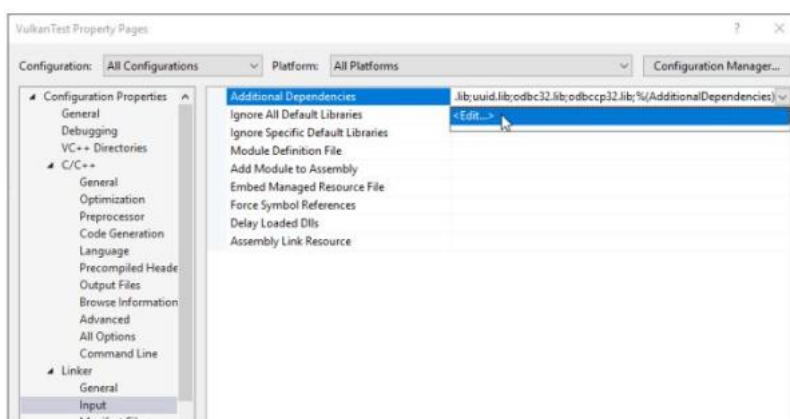 VulkanTest Property Pages
?
Configuration: All Configurations Platform: All Platforms Configuration Manager...
Configuration Properties
General
Debugging
VC++ Directories
C/C++
General
Optimization
Preprocessor
Code Generation
Language
Precompiled Heade
Output Files
Browse Information
Advanced
All Options
Command Line
Linker
General
Input
Additional Dependencies .lib;uuid.lib;odbc32.lib;odbccp32.lib;%(AdditionalDependencies)
<Edit...>
Ignore All Default Libraries
Ignore Specific Default Libraries
Module Definition File
Add Module to Assembly
Embed Managed Resource File
Force Symbol References
Delay Loaded Dlls
Assembly Link Resource